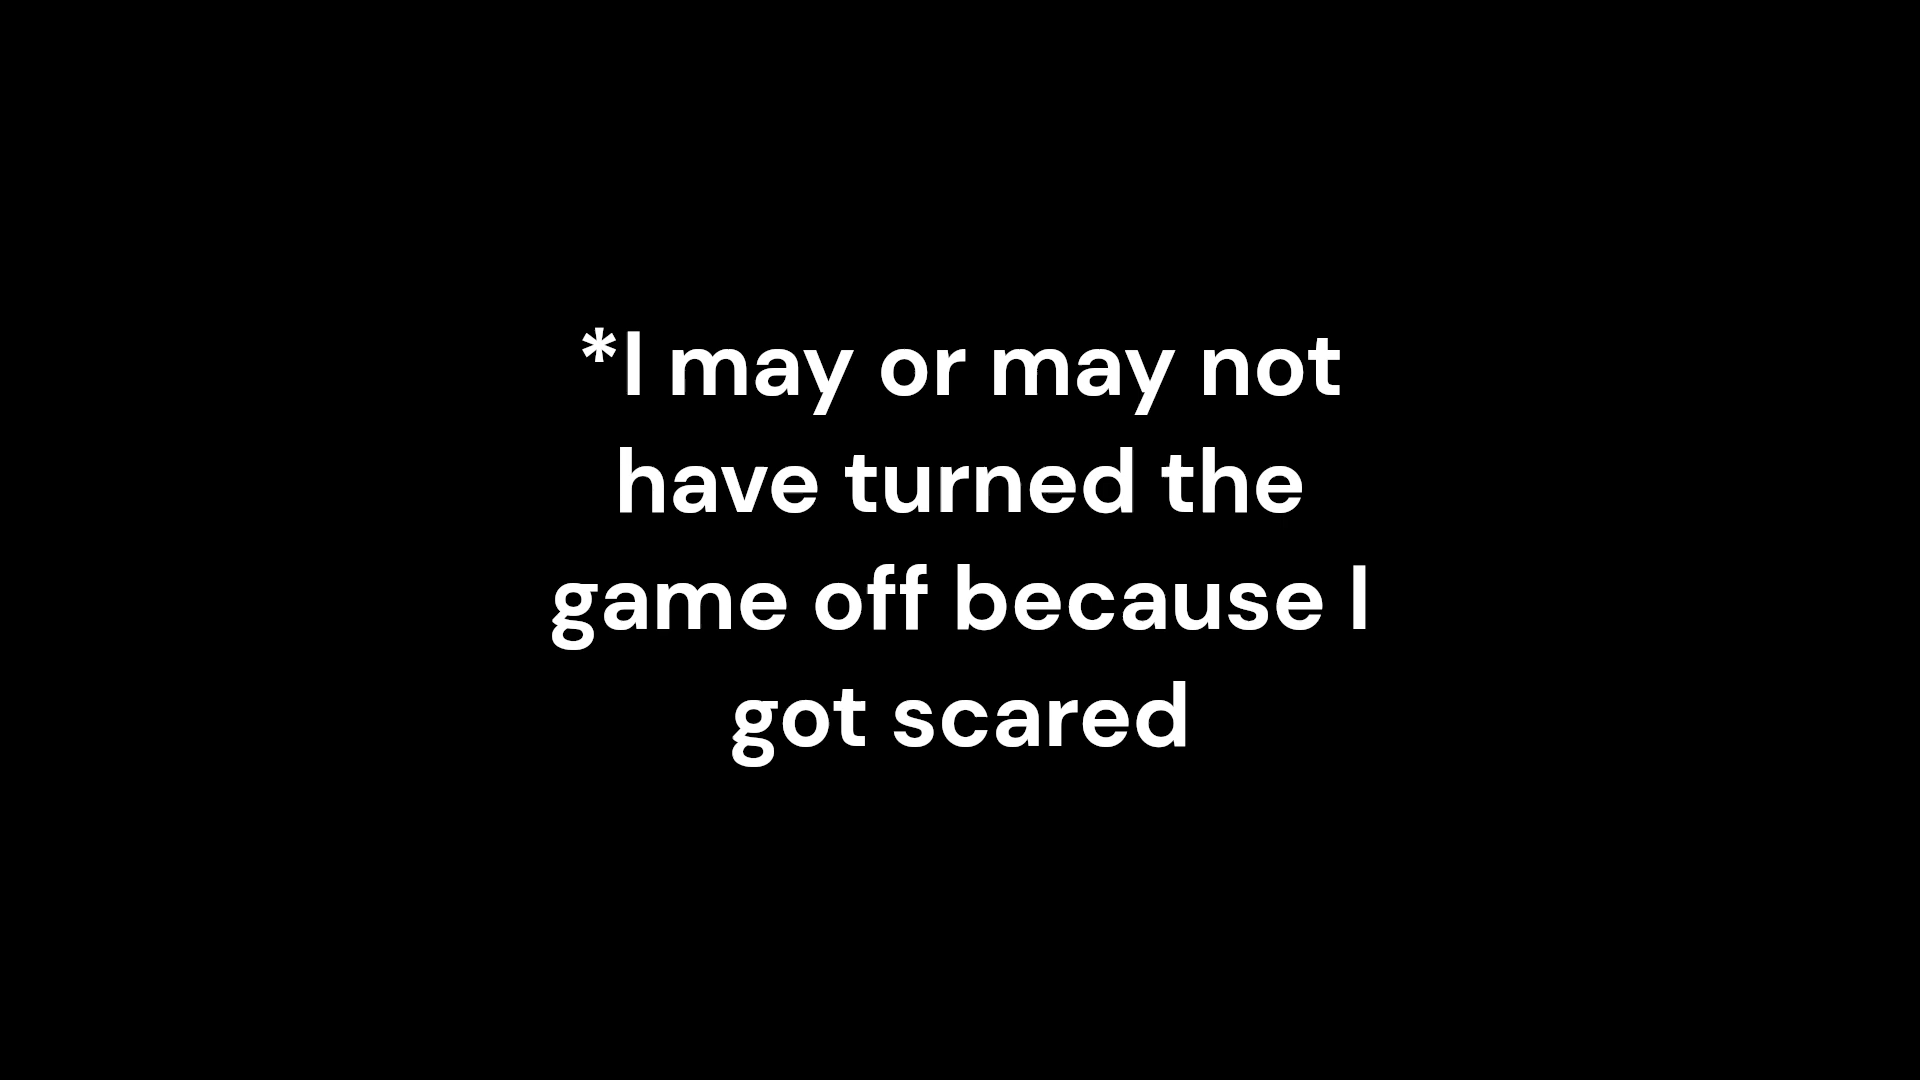 *I may or may not
have turned the
game off because I
got scared